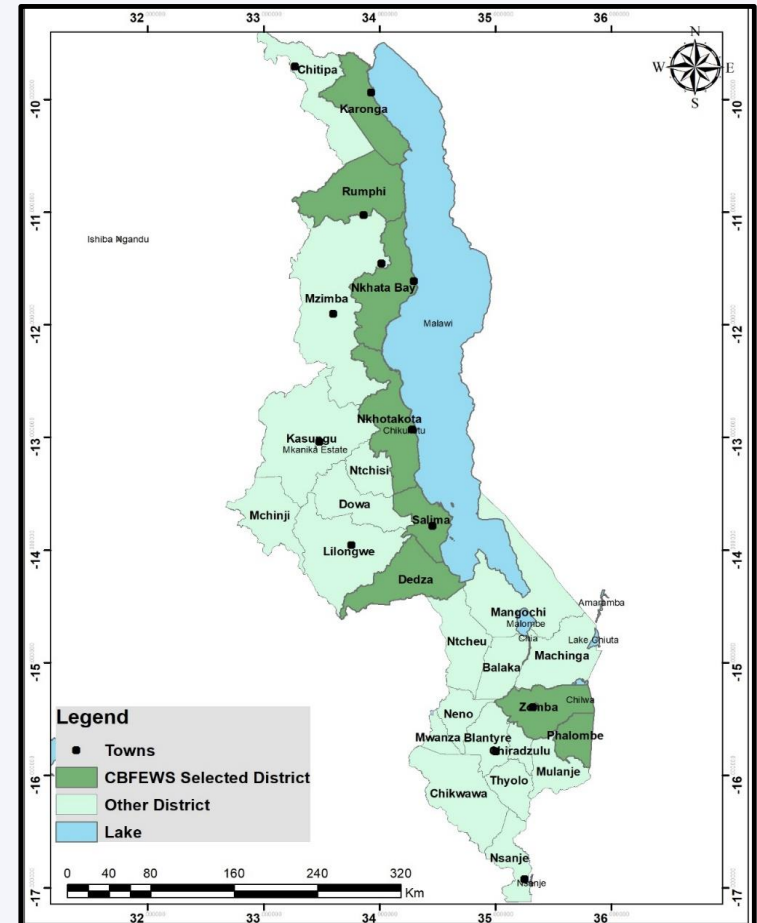 32
33
34
35
36
N
W E
S
-10
-11
-12
-13
-14
-15
-16
-17
Chitipa
Karonga
Rumphi
Ishiba Ngandu
Nkhata Bay
Mzimba
Malawi
Nkhotakota
Kasungu
Mkanika Estate
Ntchisi
Dowa
Mchinji
Salima
Lilongwe
Dedza
Amaramba
Mangochi
Malombe
Chia
Lake Chiuta
Ntcheu
Machinga
Balaka
Chilwa
Zomba
Neno
Phalombe
Mwanza Blantyre
Chiradzulu
Mulanje
Thyolo
Chikwawa
Nsanje
Nsanje
Legend
Towns
CBFEWS Selected District
Other District
Lake
0 40 80 160 240 320
Km
-10
-11
-12
-13
-14
-15
-16
-17
32
33
34
35
36